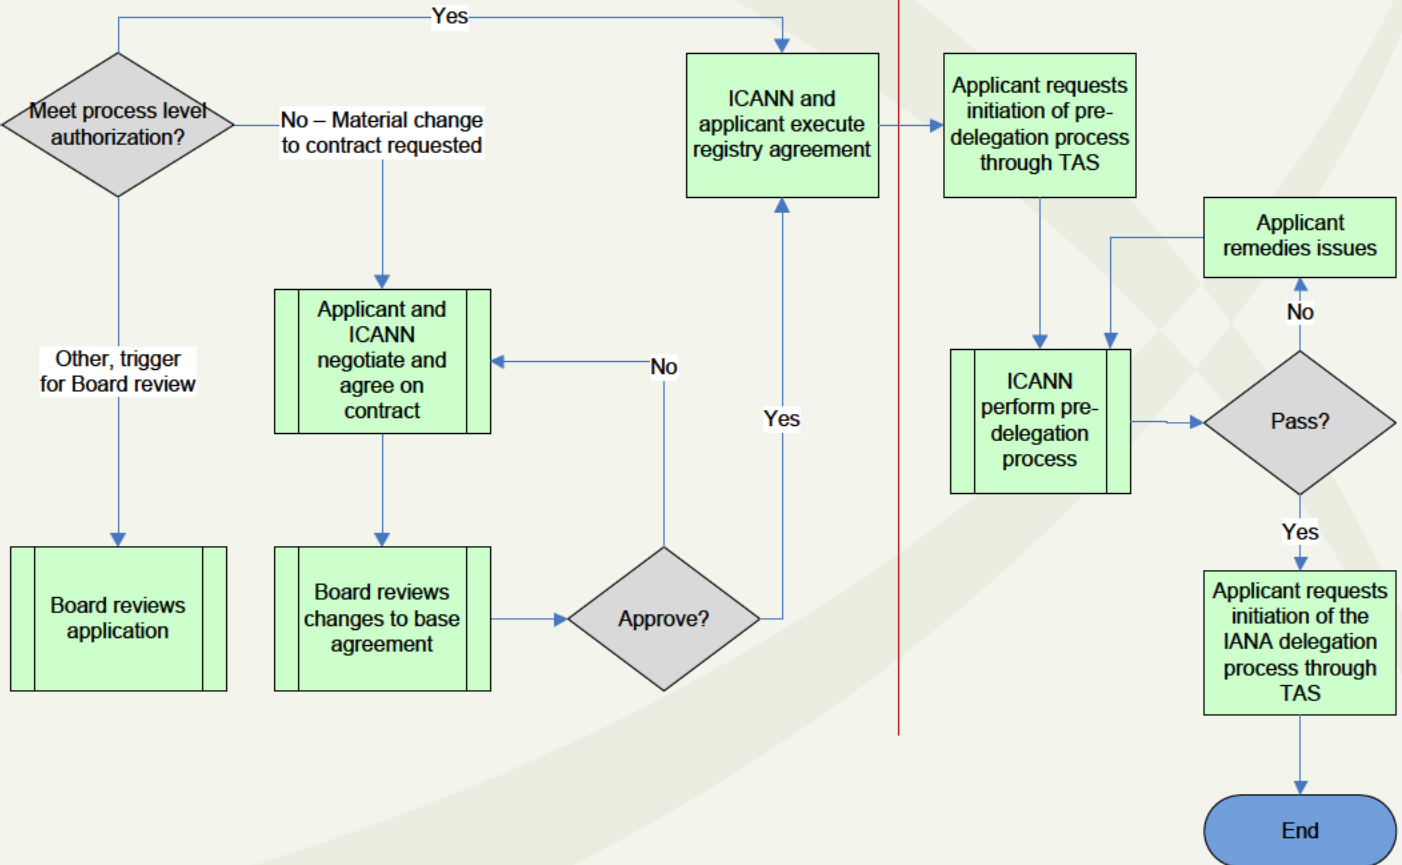 Yes
Meet process level
authorization?
No – Material change
to contract requested
ICANN and
applicant execute
registry agreement
Applicant requests
initiation of pre-
delegation process
through TAS
Applicant
remedies issues
No
Other, trigger
for Board review
Applicant and
ICANN
negotiate and
agree on
contract
No
Yes
ICANN
perform pre-
delegation
process
Pass?
Yes
Board reviews
application
Board reviews
changes to base
agreement
Approve?
Applicant requests
initiation of the
IANA delegation
process through
TAS
End